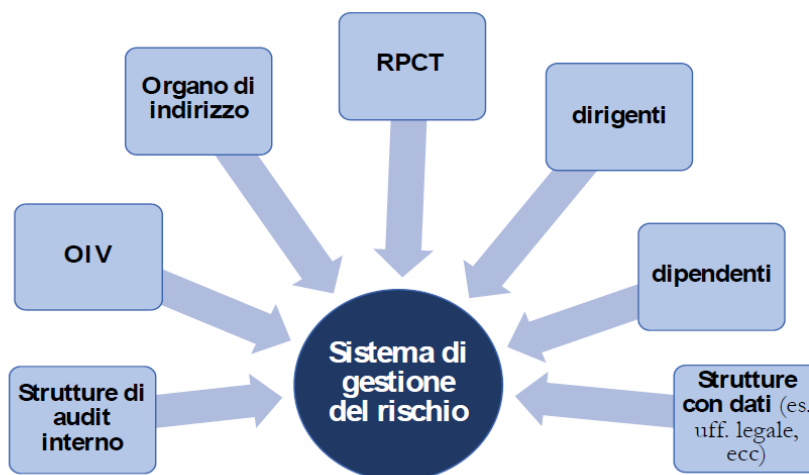 RPCT
Organo di
indirizzo
dirigenti
OIV
dipendenti
Sistema di
gestione
del rischio
Strutture di
audit
interno
Strutture
con dati (es.
uff. legale,
ecc)